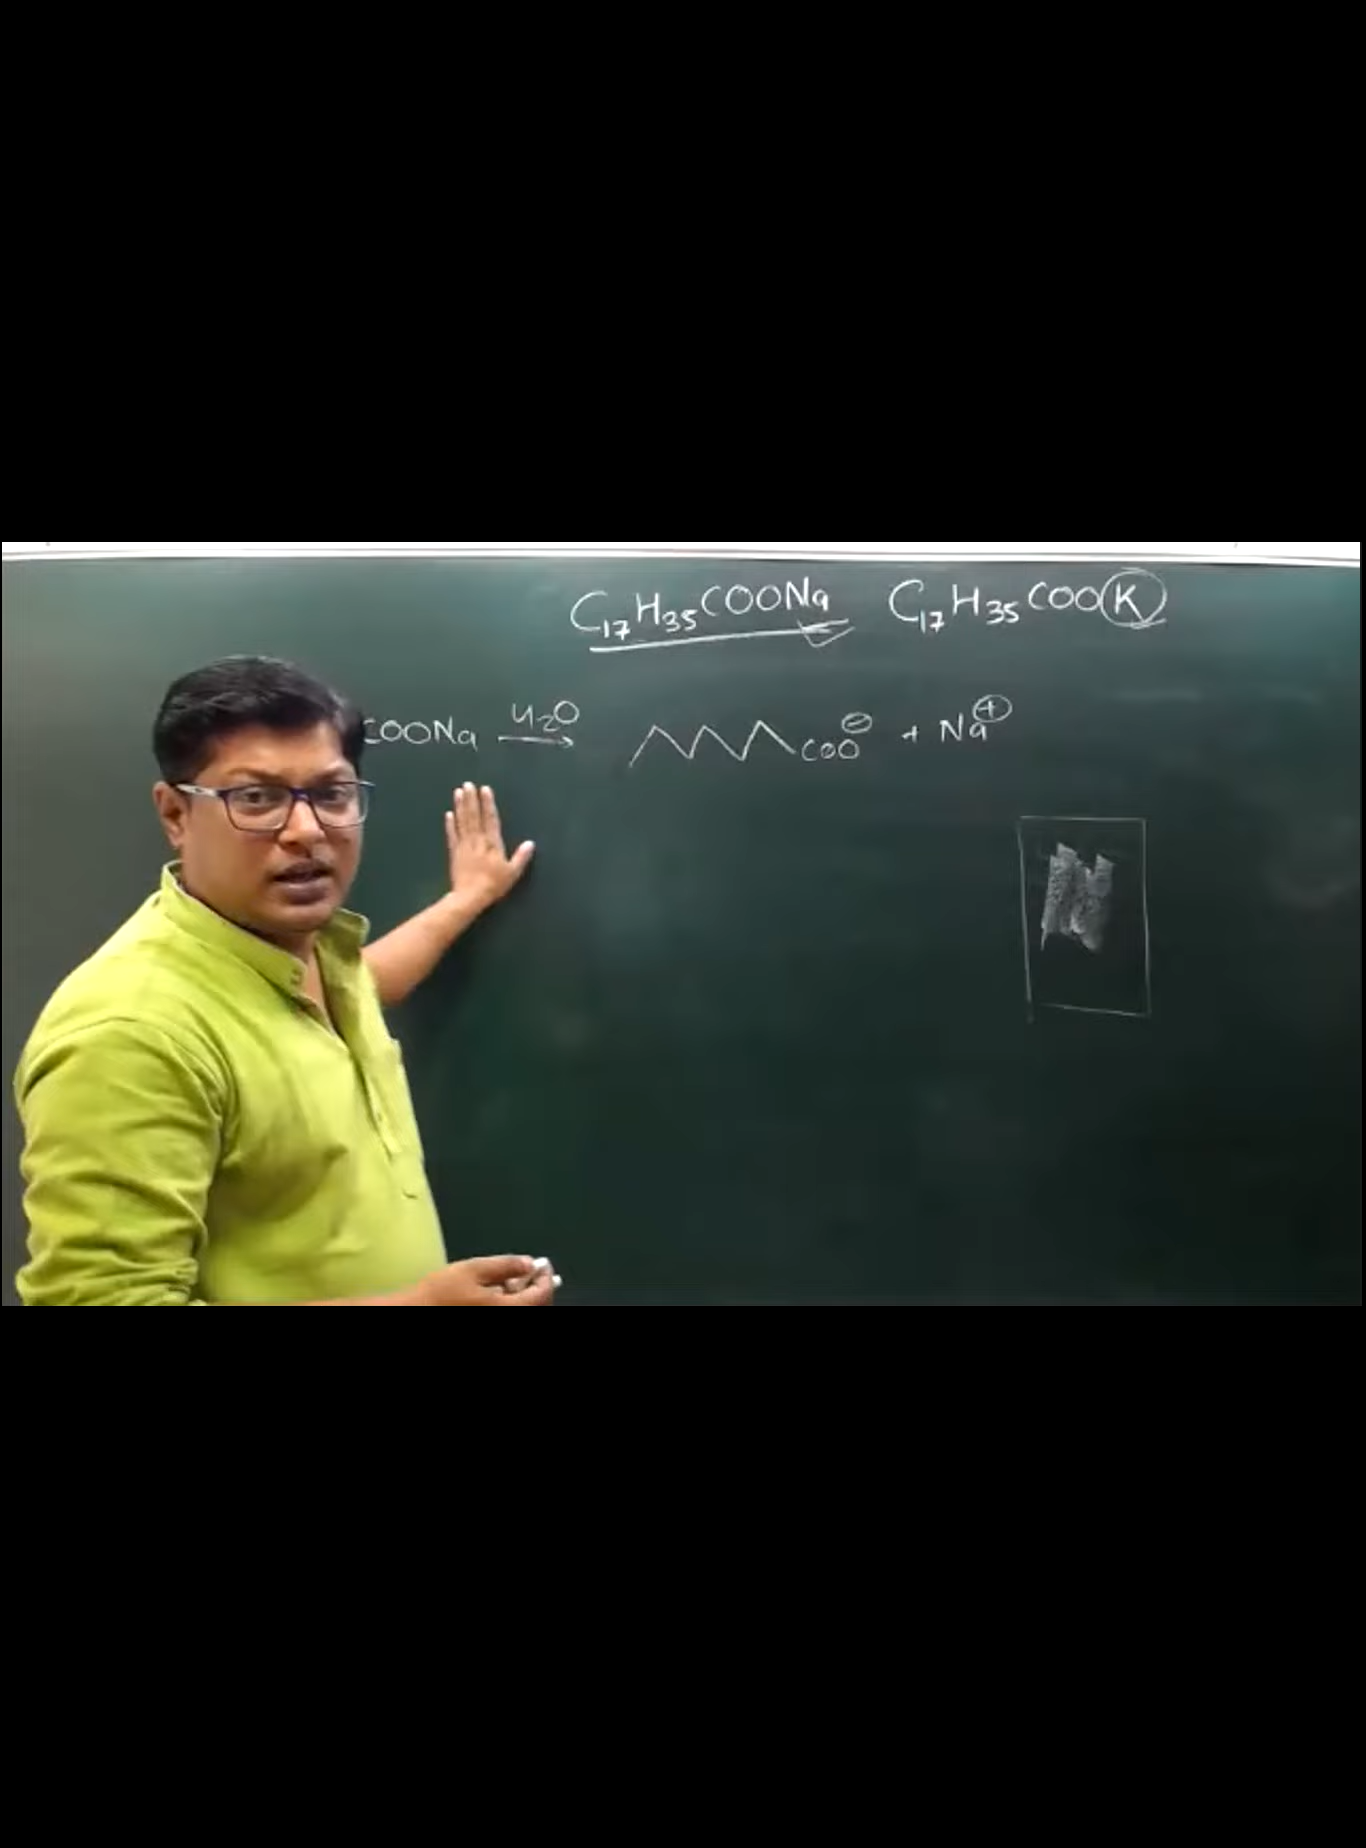 C₁₇H₃₅COONa C₁₇H₃₅COOK
COONa H₂O → COO⊖ + Na⊕